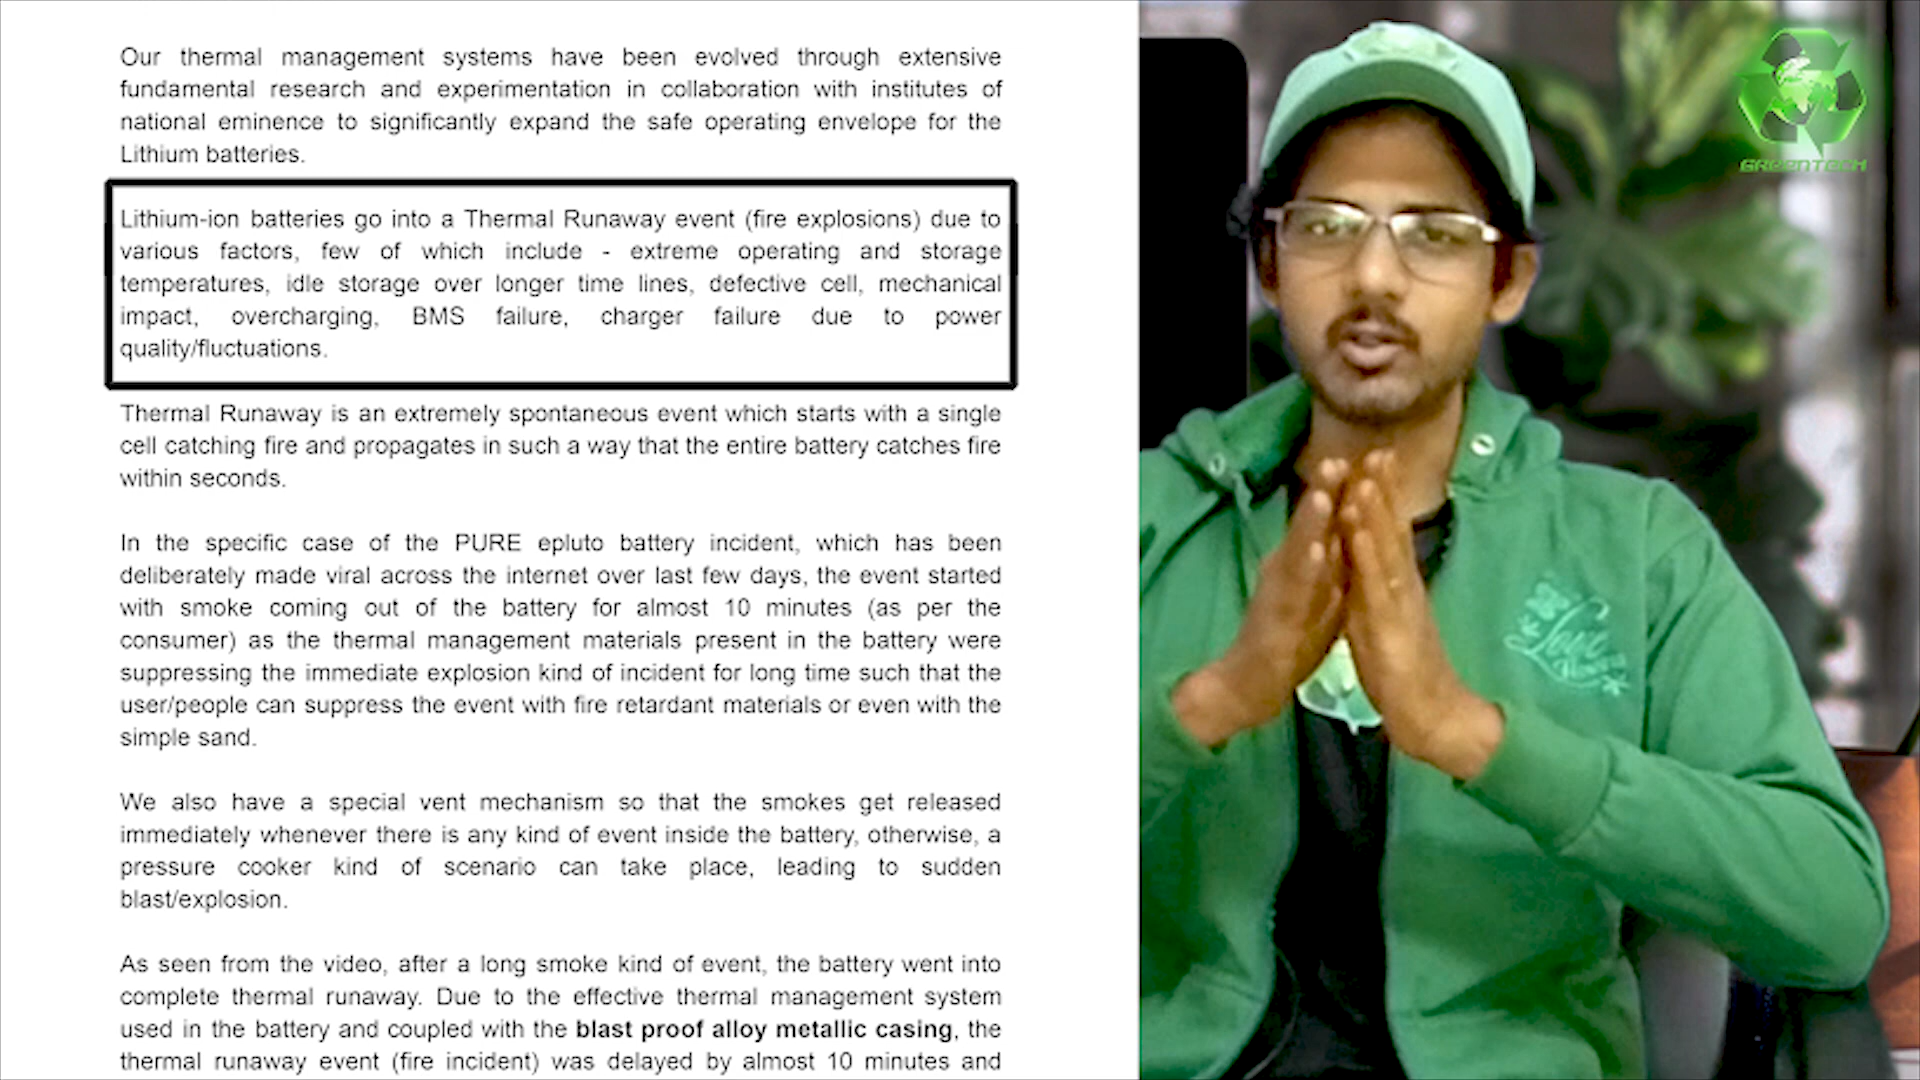 Our thermal management systems have been evolved through extensive
fundamental research and experimentation in collaboration with institutes of
national eminence to significantly expand the safe operating envelope for the
Lithium batteries.
Lithium-ion batteries go into a Thermal Runaway event (fire explosions) due to
various factors, few of which include - extreme operating and storage
temperatures, idle storage over longer time lines, defective cell, mechanical
impact, overcharging, BMS failure, charger failure due to power
quality/fluctuations.
Thermal Runaway is an extremely spontaneous event which starts with a single
cell catching fire and propagates in such a way that the entire battery catches fire
within seconds.
In the specific case of the PURE epluto battery incident, which has been
deliberately made viral across the internet over last few days, the event started
with smoke coming out of the battery for almost 10 minutes (as per the
consumer) as the thermal management materials present in the battery were
suppressing the immediate explosion kind of incident for long time such that the
user/people can suppress the event with fire retardant materials or even with the
simple sand.
We also have a special vent mechanism so that the smokes get released
immediately whenever there is any kind of event inside the battery, otherwise, a
pressure cooker kind of scenario can take place, leading to sudden
blast/explosion.
As seen from the video, after a long smoke kind of event, the battery went into
complete thermal runaway. Due to the effective thermal management system
used in the battery and coupled with the blast proof alloy metallic casing, the
thermal runaway event (fire incident) was delayed by almost 10 minutes and
GREENTECH